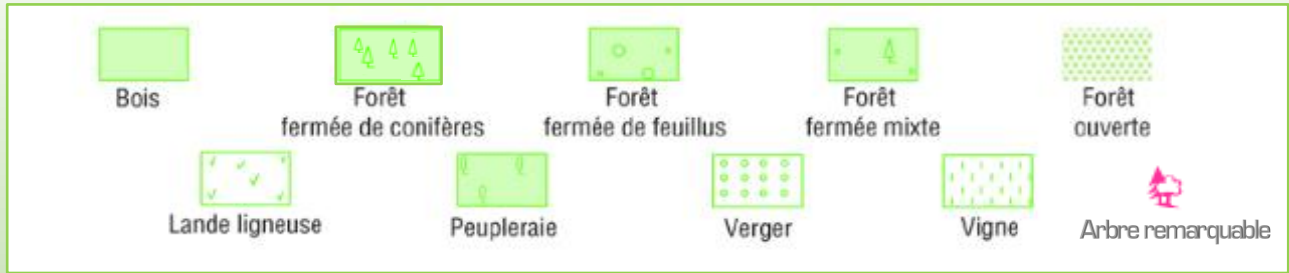 Bois
Forêt
fermée de conifères
Forêt
fermée de feuillus
Forêt
fermée mixte
Forêt
ouverte
Lande ligneuse
Peupleraie
Verger
Vigne
Arbre remarquable